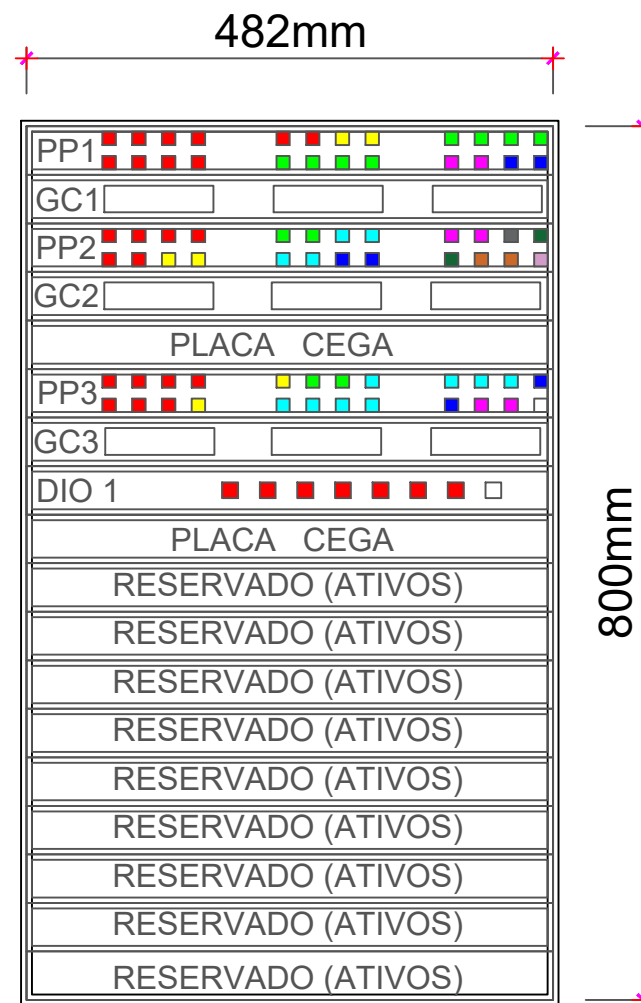 482mm
PP1
GC1
PP2
GC2
PLACA CEGA
PP3
GC3
DIO 1
PLACA CEGA
RESERVADO (ATIVOS)
RESERVADO (ATIVOS)
RESERVADO (ATIVOS)
RESERVADO (ATIVOS)
RESERVADO (ATIVOS)
RESERVADO (ATIVOS)
RESERVADO (ATIVOS)
RESERVADO (ATIVOS)
RESERVADO (ATIVOS)
800mm